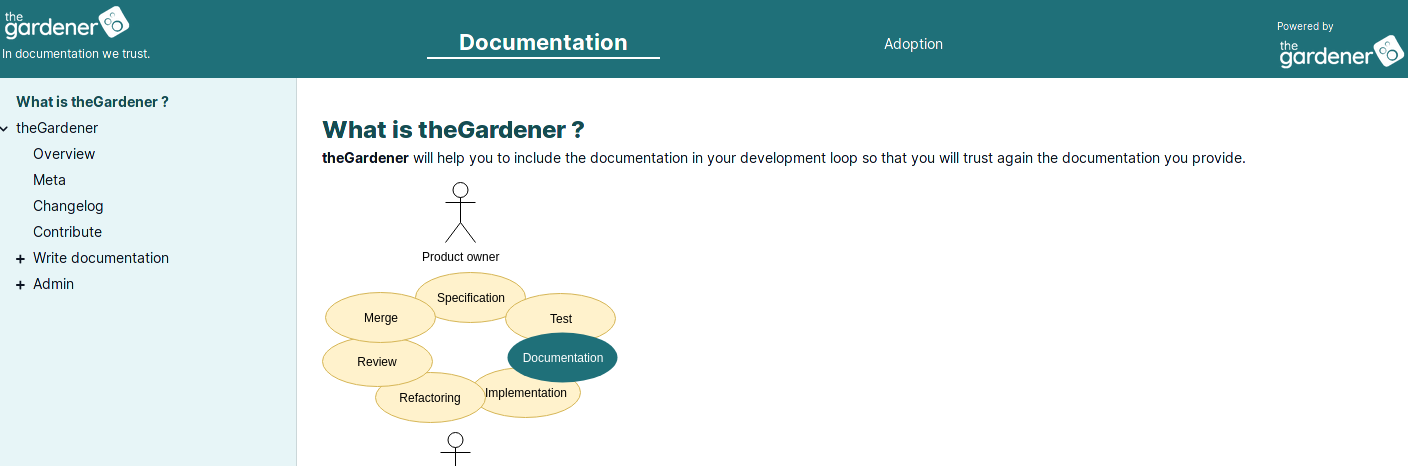 the
gardener
In documentation we trust.
Documentation
Adoption
Powered by
the
gardener
What is theGardener ?
theGardener
Overview
Meta
Changelog
Contribute
+ Write documentation
+ Admin
What is theGardener ?
theGardener will help you to include the documentation in your development loop so that you will trust again the documentation you provide.
Product owner
Specification
Merge
Test
Review
Documentation
Refactoring
Implementation